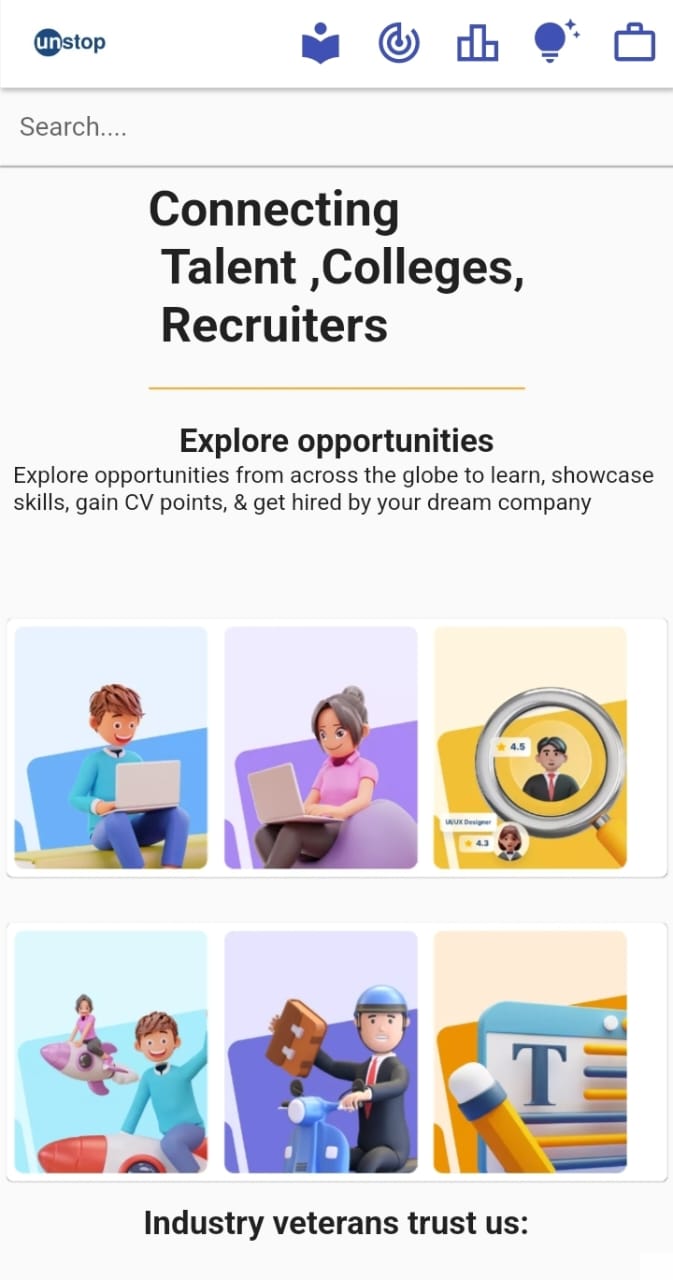 unstop
Search....
Connecting
Talent ,Colleges,
Recruiters
Explore opportunities
Explore opportunities from across the globe to learn, showcase
skills, gain CV points, & get hired by your dream company
4.5
UI/UX Designer
4.3
T
Industry veterans trust us: